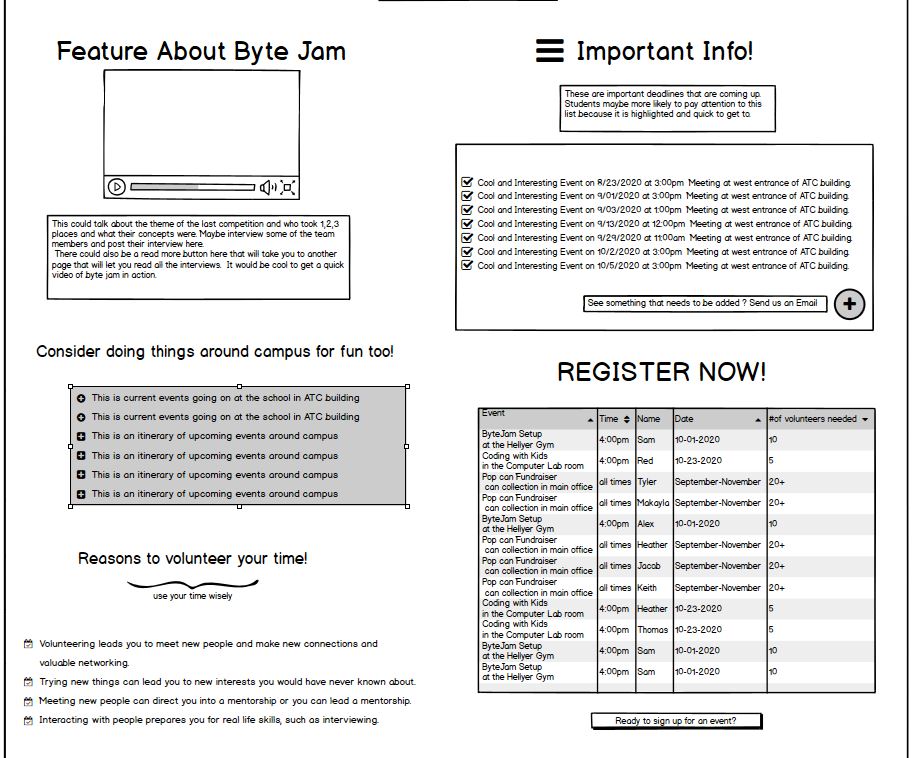 Feature About Byte Jam
This could talk about the theme of the last competition and who took 1,2,3
places and what their concepts were. Maybe interview some of the team
members and post their interview here.
There could also be a read more button here that will take you to another
page that will let you read all the interviews. It would be cool to get a quick
video of byte jam in action.
Consider doing things around campus for fun too!
This is current events going on at the school in ATC building
This is current events going on at the school in ATC building
This is an itinerary of upcoming events around campus
This is an itinerary of upcoming events around campus
This is an itinerary of upcoming events around campus
This is an itinerary of upcoming events around campus
Reasons to volunteer your time!
use your time wisely
Volunteering leads you to meet new people and make new connections and
valuable networking.
Trying new things can lead you to new interests you would have never known about.
Meeting new people can direct you into a mentorship or you can lead a mentorship.
Interacting with people prepares you for real life skills, such as interviewing.
Important Info!
These are important deadlines that are coming up.
Students maybe more likely to pay attention to this
list because it is highlighted and quick to get to.
Cool and Interesting Event on 8/23/2020 at 3:00pm Meeting at west entrance of ATC building.
Cool and Interesting Event on 9/01/2020 at 3:00pm Meeting at west entrance of ATC building.
Cool and Interesting Event on 9/03/2020 at 1:00pm Meeting at west entrance of ATC building.
Cool and Interesting Event on 9/13/2020 at 12:00pm Meeting at west entrance of ATC building.
Cool and Interesting Event on 9/29/2020 at 11:00am Meeting at west entrance of ATC building.
Cool and Interesting Event on 10/2/2020 at 3:00pm Meeting at west entrance of ATC building.
Cool and Interesting Event on 10/5/2020 at 3:00pm Meeting at west entrance of ATC building.
See something that needs to be added ? Send us an Email
REGISTER NOW!
Event Time Name Date #of volunteers needed
ByteJam Setup
at the Hellyer Gym 4:00pm Sam 10-01-2020 10
Coding with Kids
in the Computer Lab room 4:00pm Red 10-23-2020 5
Pop can Fundraiser
can collection in main office all times Tyler September-November 20+
Pop can Fundraiser
can collection in main office all times Makayla September-November 20+
ByteJam Setup
at the Hellyer Gym 4:00pm Alex 10-01-2020 10
Pop can Fundraiser
can collection in main office all times Heather September-November 20+
Pop can Fundraiser
can collection in main office all times Jacab September-November 20+
Pop can Fundraiser
can collection in main office all times Keith September-November 20+
Coding with Kids
in the Computer Lab room 4:00pm Heather 10-23-2020 5
Coding with Kids
in the Computer Lab room 4:00pm Thomas 10-23-2020 5
ByteJam Setup
at the Hellyer Gym 4:00pm Sam 10-01-2020 10
ByteJam Setup
at the Hellyer Gym 4:00pm Sam 10-01-2020 10
Ready to sign up for an event?